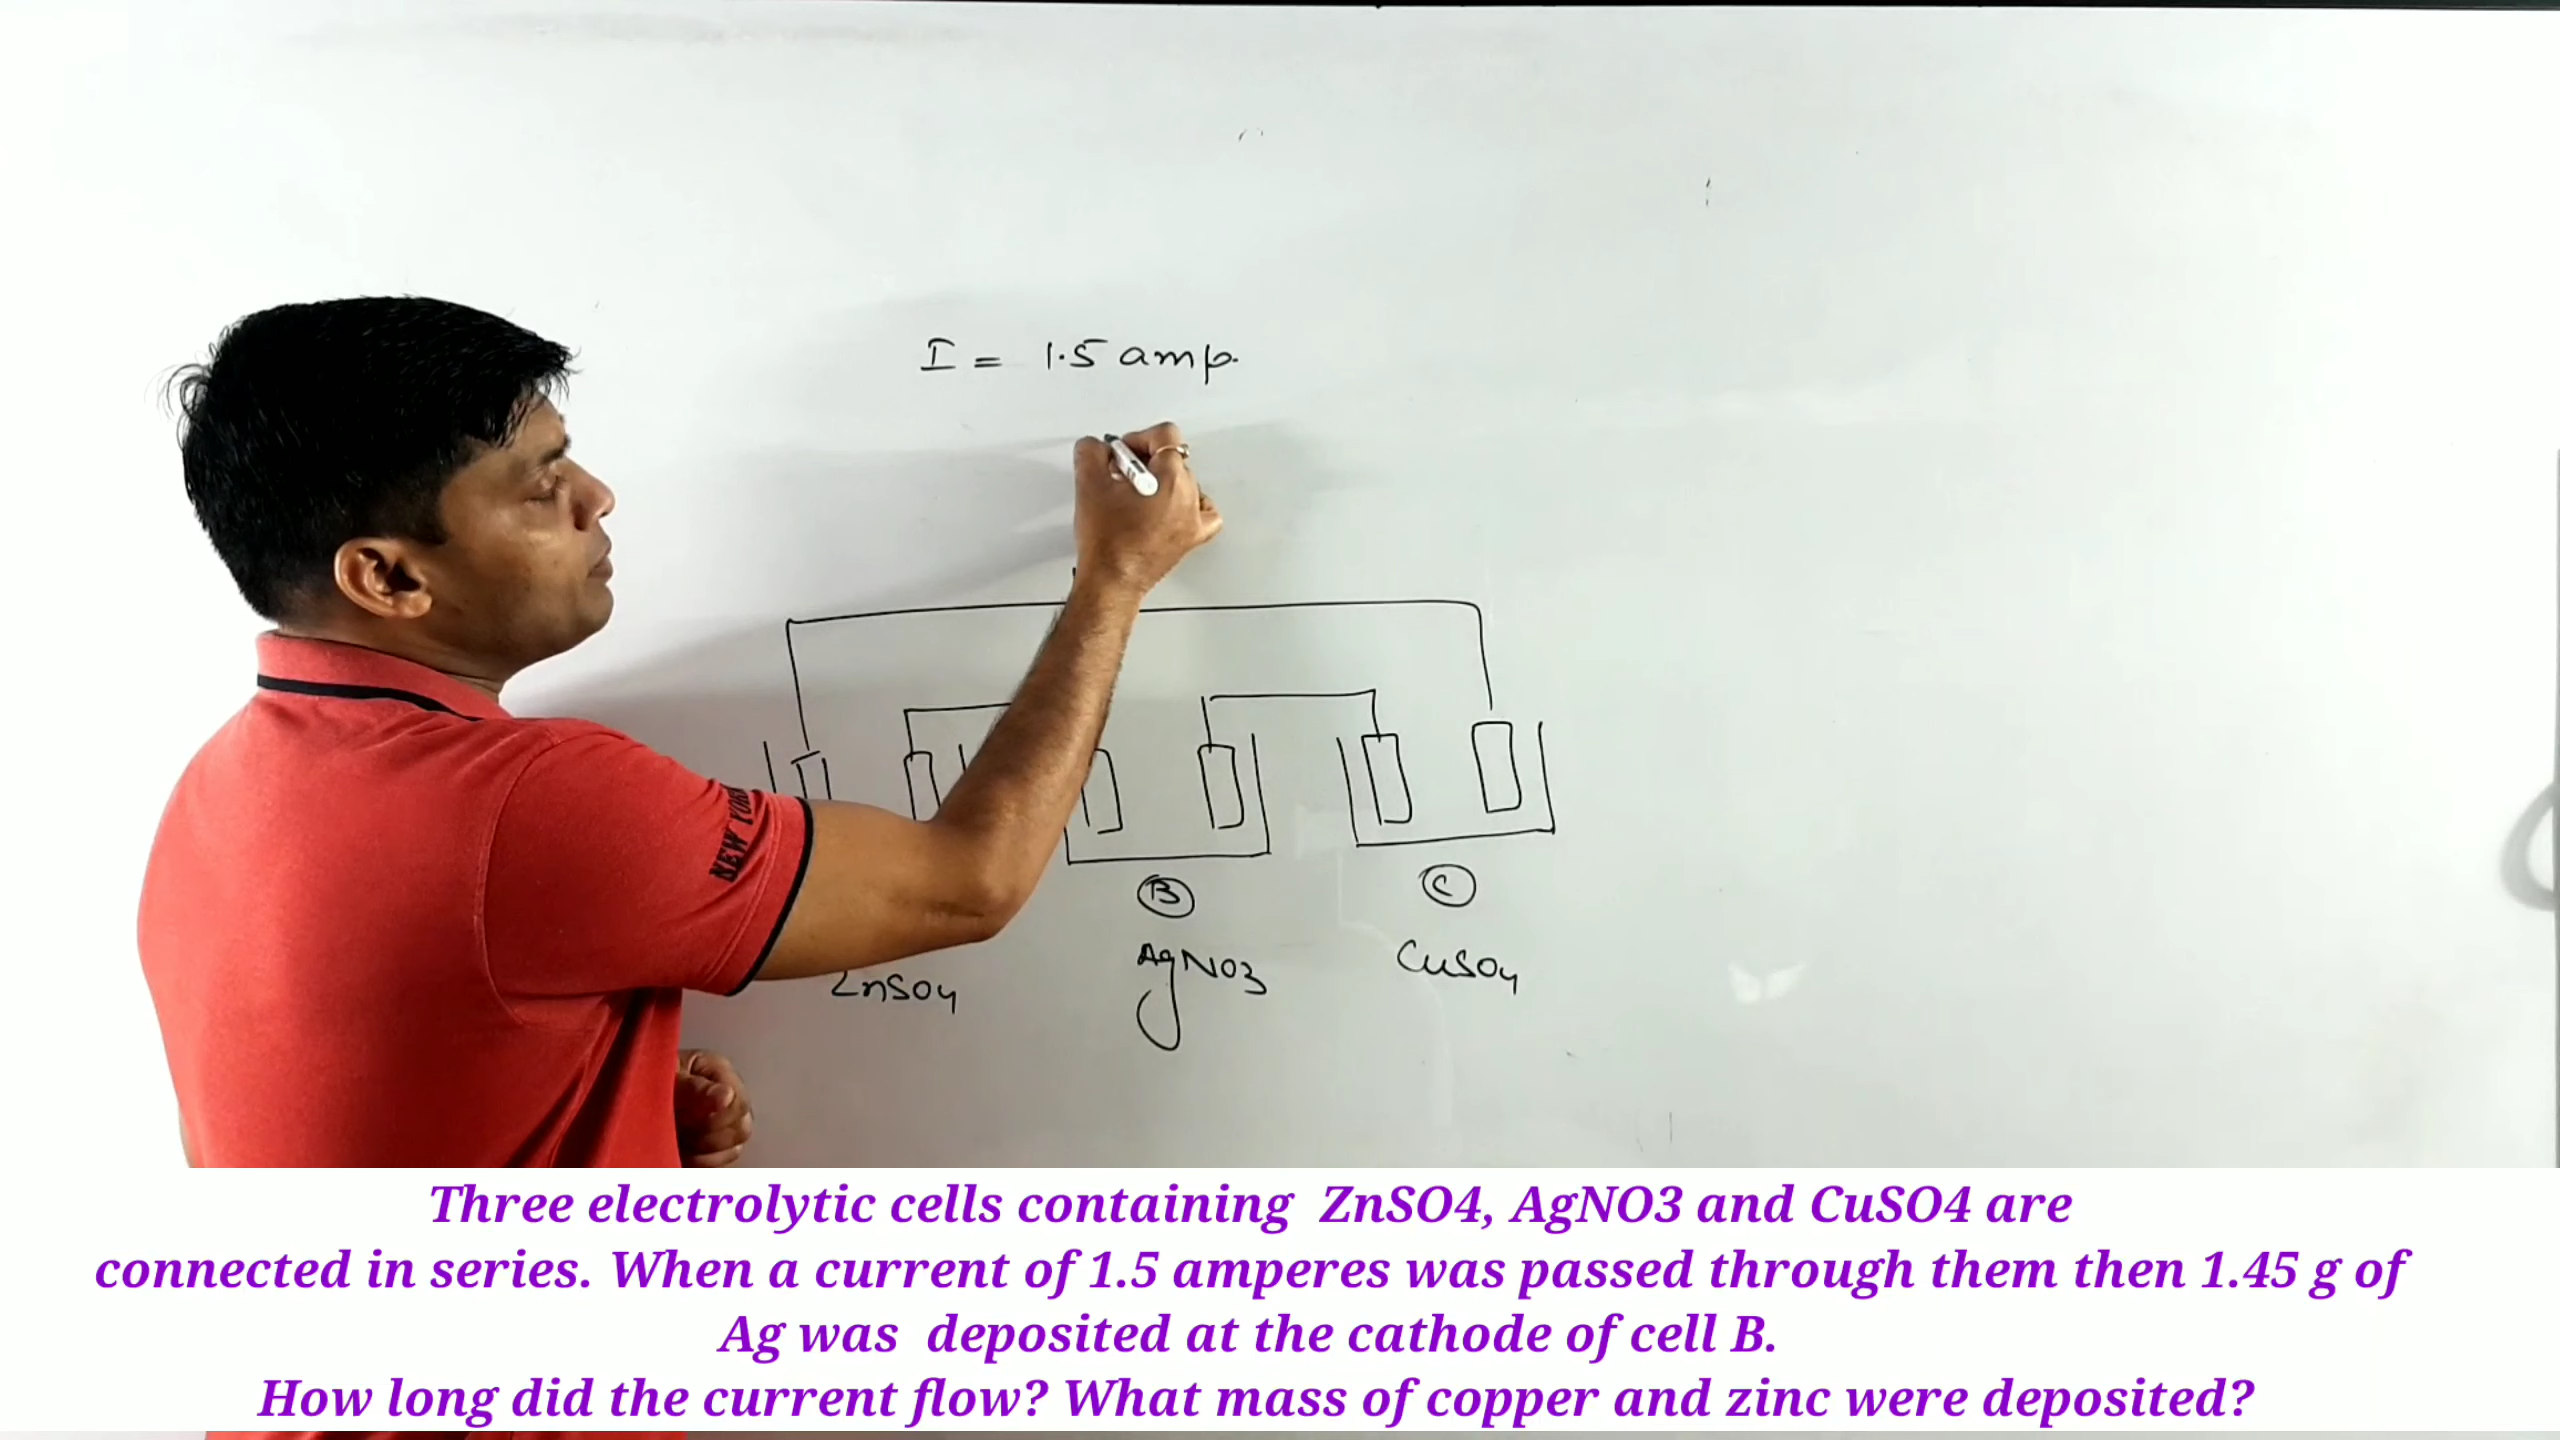 I = 1.5 amp.
NEW YORK
B
C
ZnSO4
AgNO3
CuSO4
Three electrolytic cells containing ZnSO4, AgNO3 and CuSO4 are
connected in series. When a current of 1.5 amperes was passed through them then 1.45 g of
Ag was deposited at the cathode of cell B.
How long did the current flow? What mass of copper and zinc were deposited?